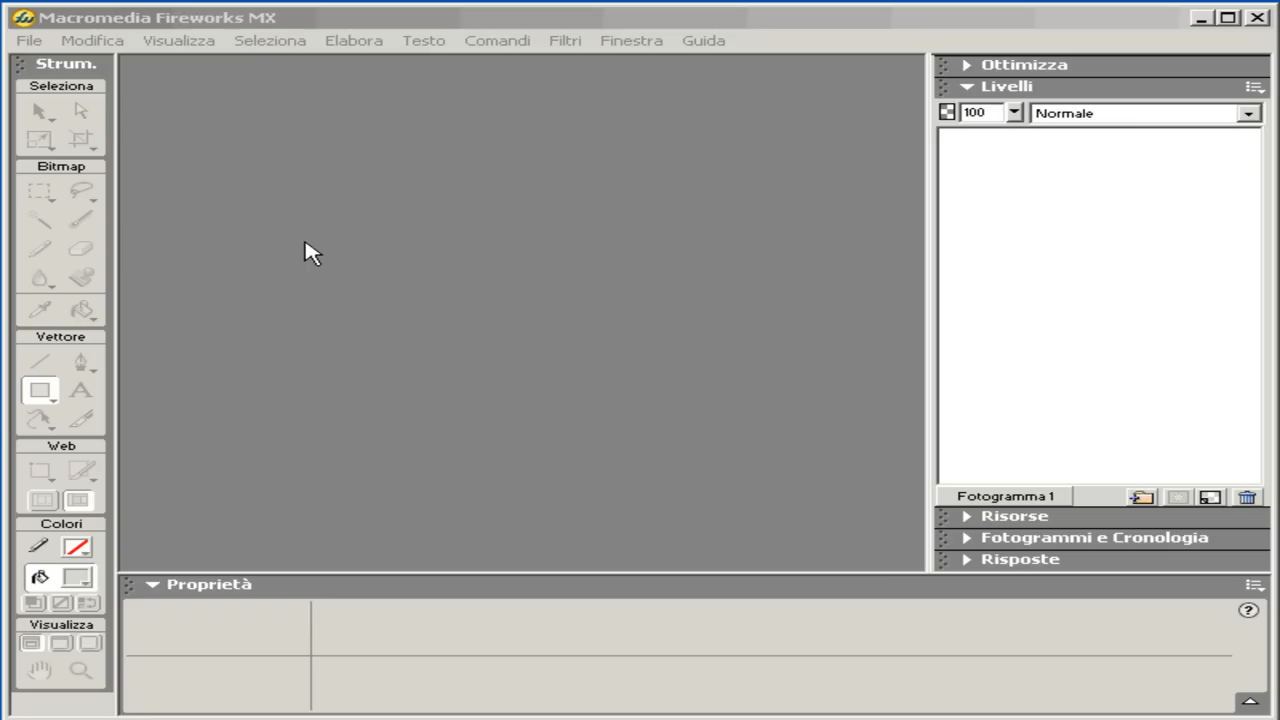 Macromedia Fireworks MX
File Modifica Visualizza Seleziona Elabora Testo Comandi Filtri Finestra Guida
Strum.
Seleziona
Bitmap
Vettore
Web
Colori
Visualizza
Ottimizza
Livelli
100 Normale
Fotogramma 1
Risorse
Fotogrammi e Cronologia
Risposte
Proprietà